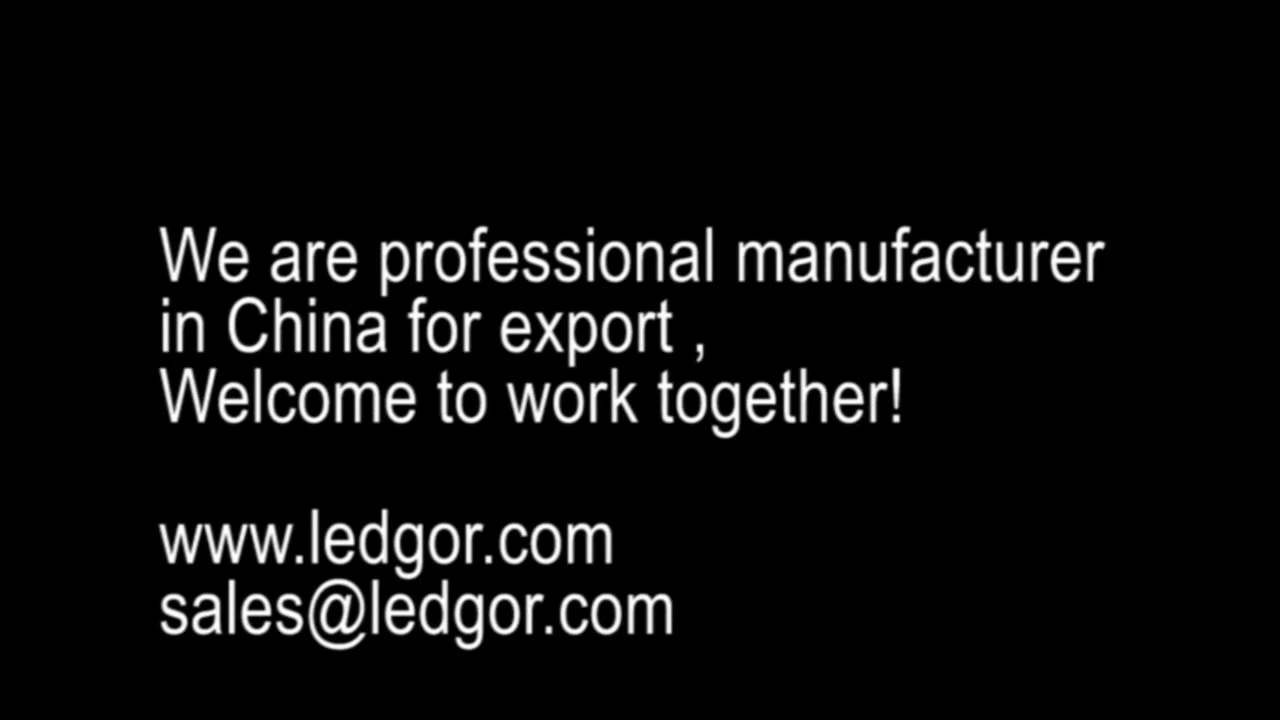 We are professional manufacturer
in China for export ,
Welcome to work together!
www.ledgor.com
sales@ledgor.com